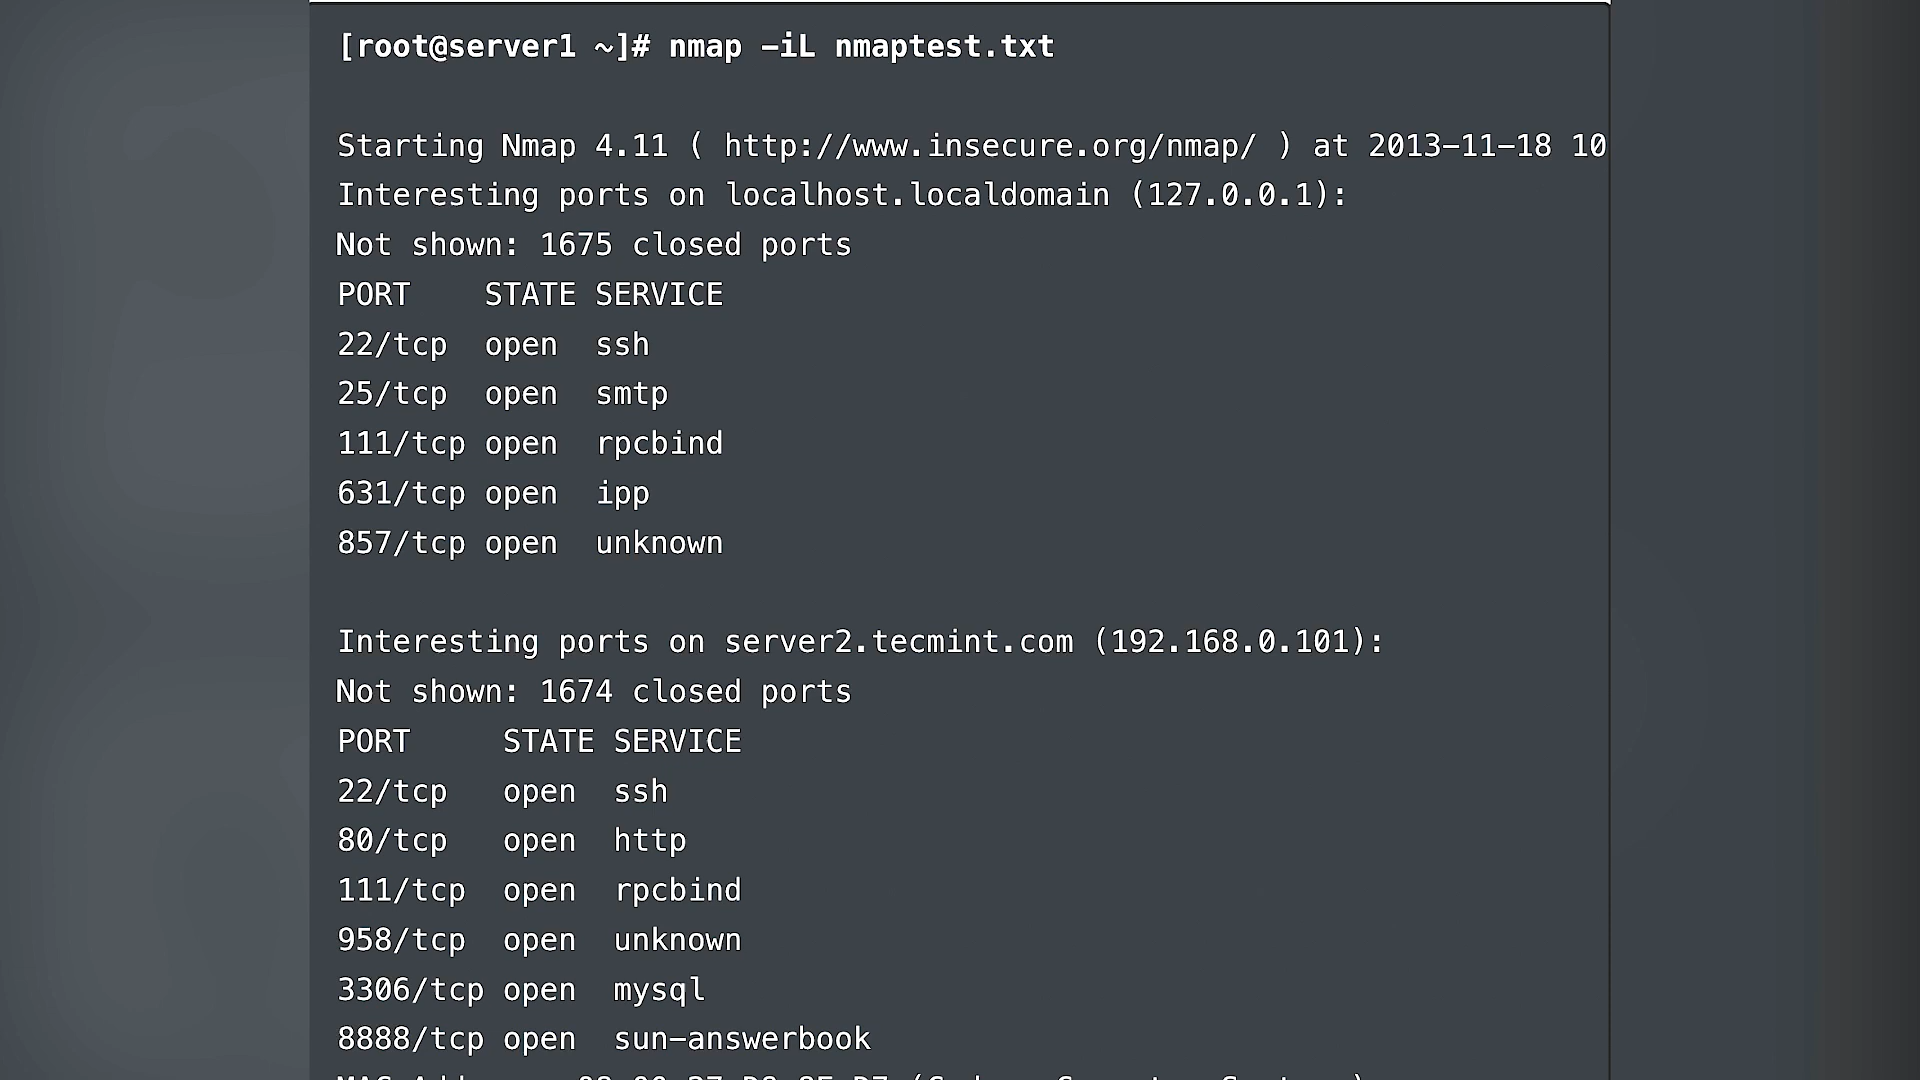 [root@server1 ~]# nmap -iL nmaptest.txt
Starting Nmap 4.11 ( http://www.insecure.org/nmap/ ) at 2013-11-18 10
Interesting ports on localhost.localdomain (127.0.0.1):
Not shown: 1675 closed ports
PORT    STATE SERVICE
22/tcp  open  ssh
25/tcp  open  smtp
111/tcp open  rpcbind
631/tcp open  ipp
857/tcp open  unknown
Interesting ports on server2.tecmint.com (192.168.0.101):
Not shown: 1674 closed ports
PORT     STATE SERVICE
22/tcp   open  ssh
80/tcp   open  http
111/tcp  open  rpcbind
958/tcp  open  unknown
3306/tcp open  mysql
8888/tcp open  sun-answerbook